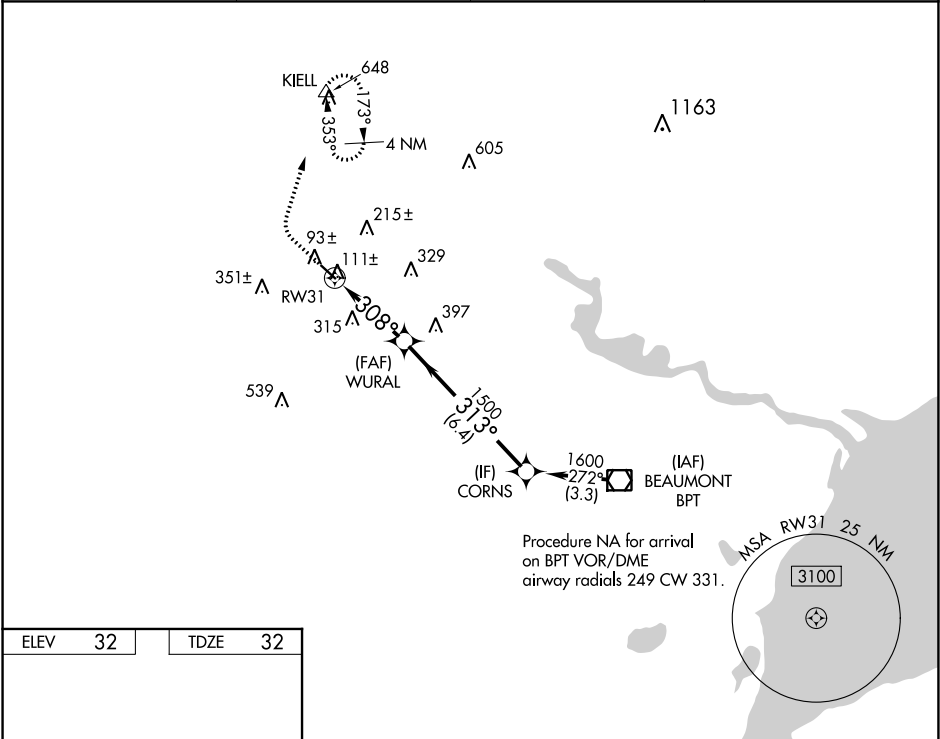 648
KIELL
173°
353°
4 NM
1163
605
215±
93±
111±
329
351±
RW31
308°
315
397
(FAF)
WURAL
539
1500
313°
(6.4)
(IF)
CORNS
1600
272°
(3.3)
(IAF)
BEAUMONT
BPT
Procedure NA for arrival
on BPT VOR/DME
airway radials 249 CW 331.
MSA RW31 25 NM
3100
ELEV 32
TDZE 32